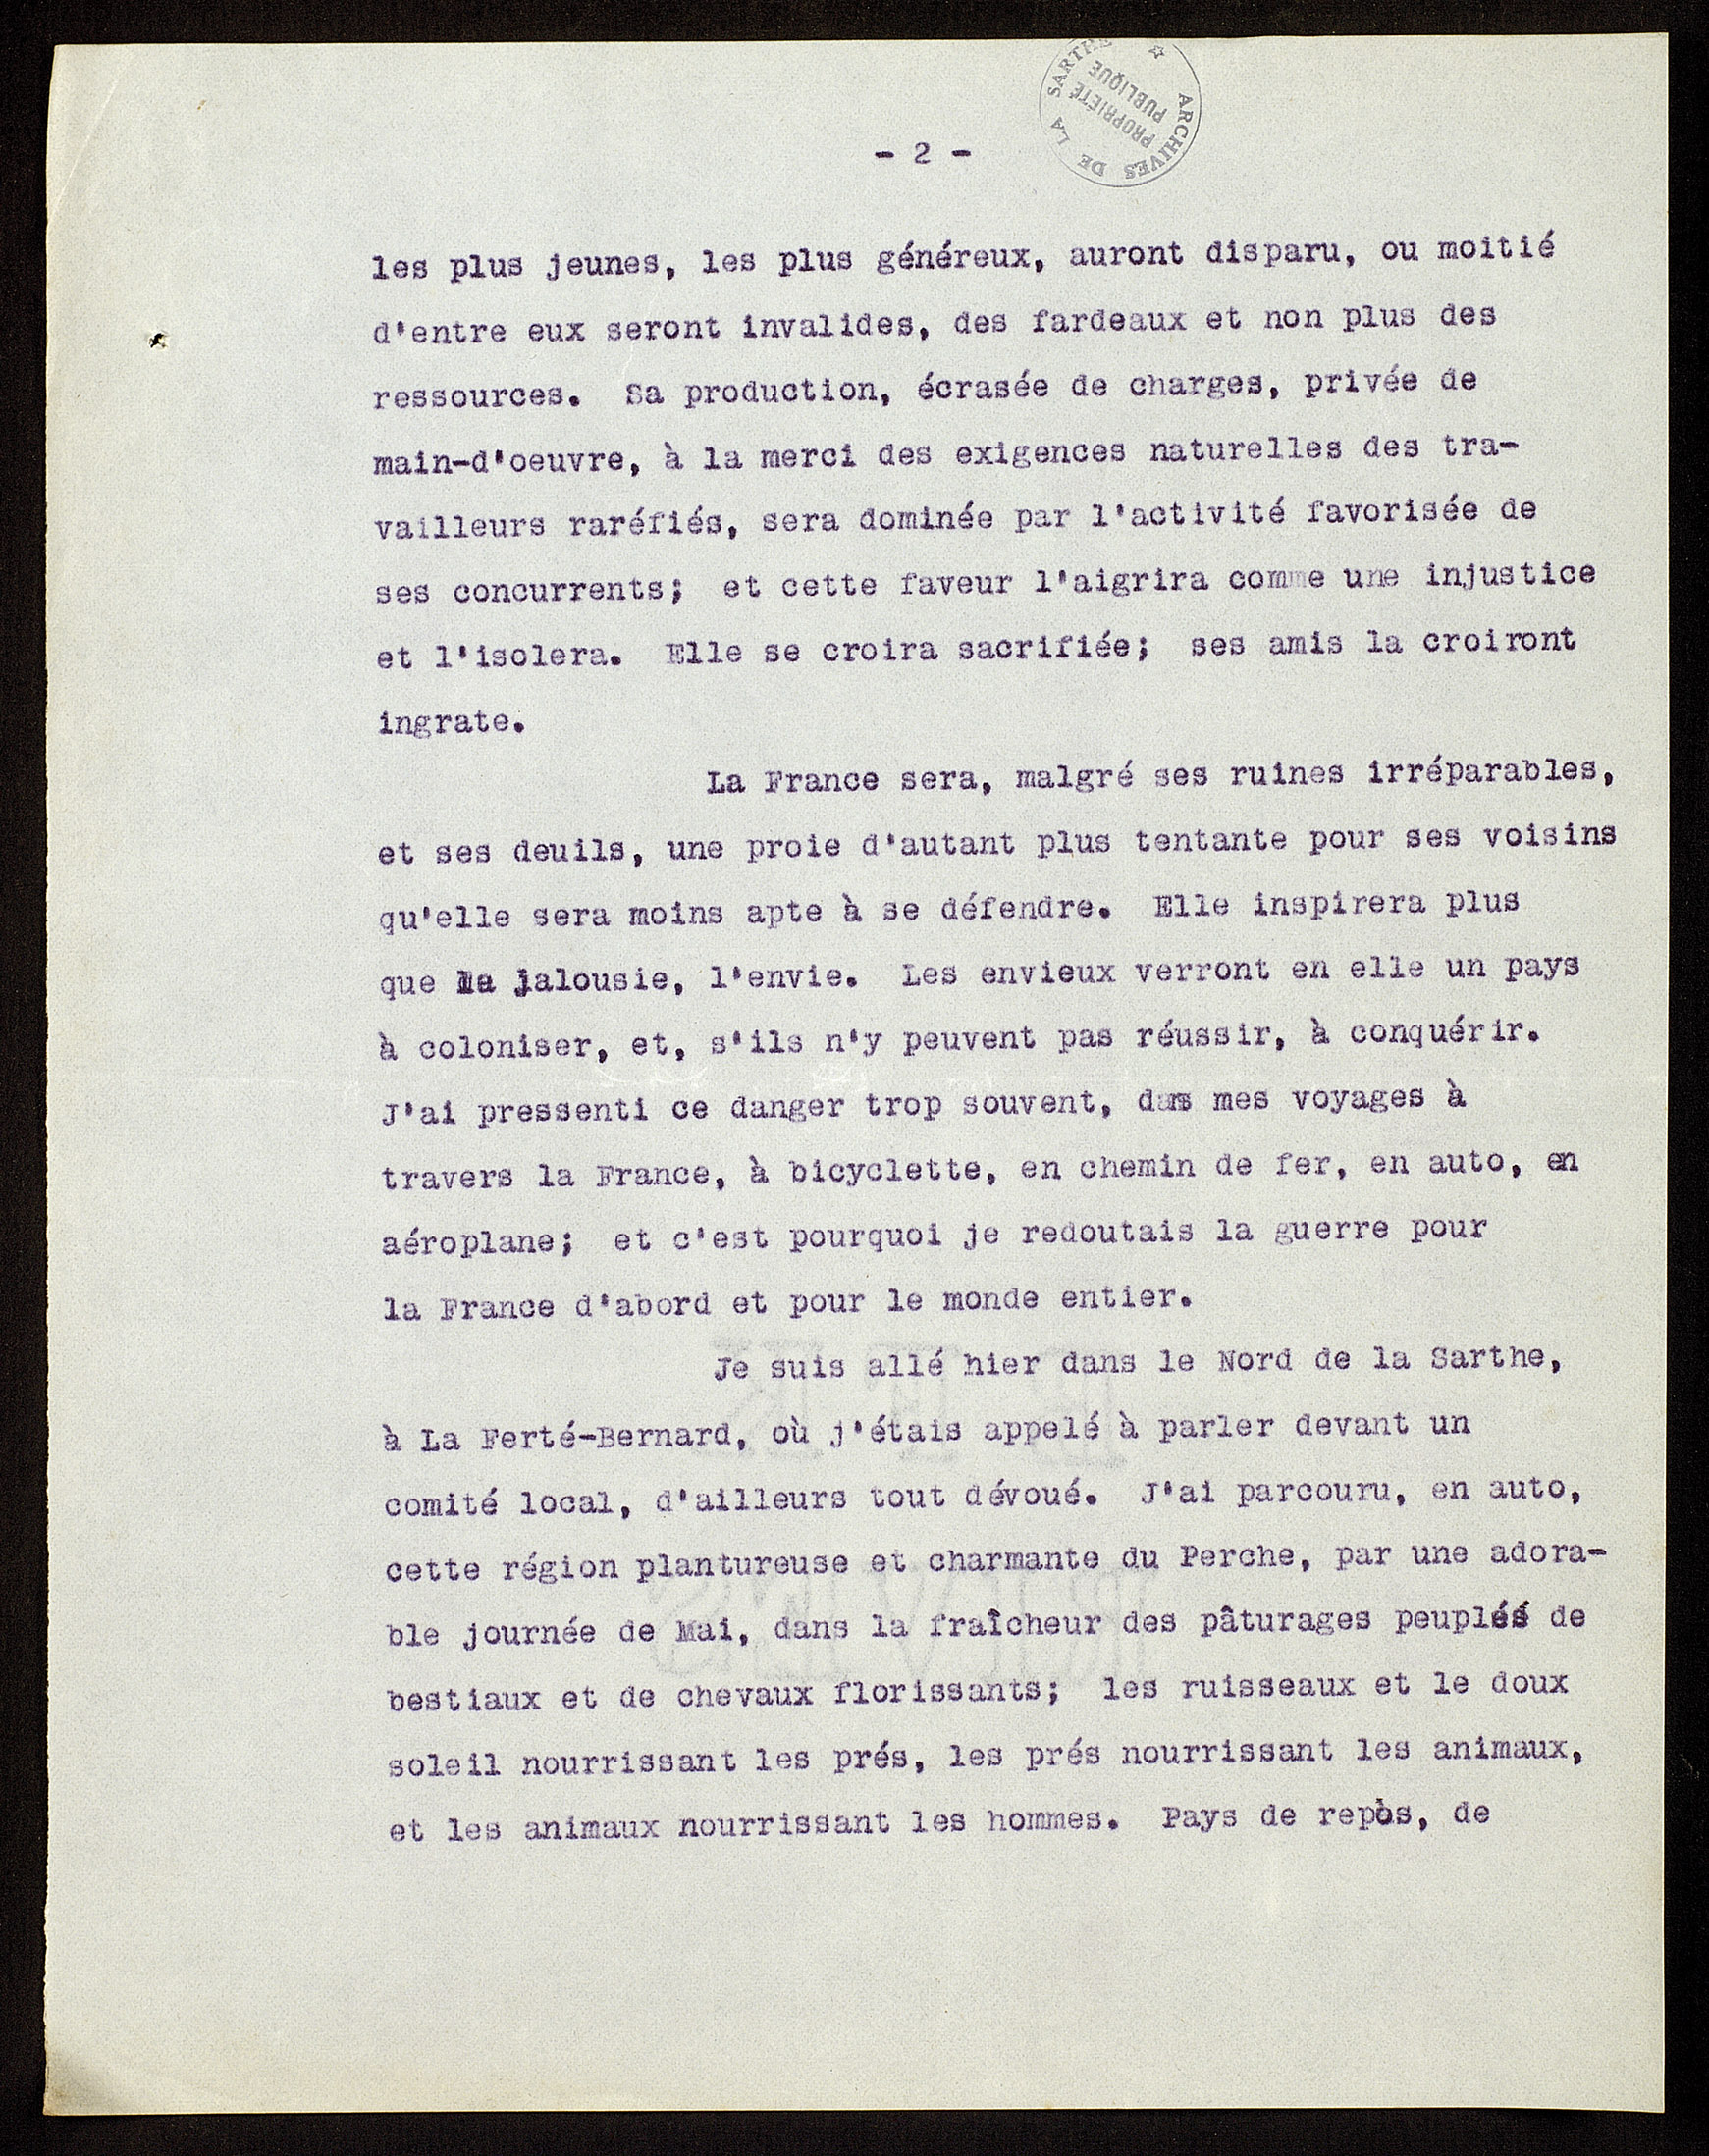 ARCHIVES DE LA SARTHE
PROPRIÉTÉ
PUBLIQUE
- 2 -
les plus jeunes, les plus généreux, auront disparu, ou moitié
d'entre eux seront invalides, des fardeaux et non plus des
ressources. Sa production, écrasée de charges, privée de
main-d'oeuvre, à la merci des exigences naturelles des tra-
vailleurs raréfiés, sera dominée par l'activité favorisée de
ses concurrents; et cette faveur l'aigrira comme une injustice
et l'isolera. Elle se croira sacrifiée; ses amis la croiront
ingrate.
La France sera, malgré ses ruines irréparables,
et ses deuils, une proie d'autant plus tentante pour ses voisins
qu'elle sera moins apte à se défendre. Elle inspirera plus
que la jalousie, l'envie. Les envieux verront en elle un pays
à coloniser, et, s'ils n'y peuvent pas réussir, à conquérir.
J'ai pressenti ce danger trop souvent, dans mes voyages à
travers la France, à bicyclette, en chemin de fer, en auto, en
aéroplane; et c'est pourquoi je redoutais la guerre pour
la France d'abord et pour le monde entier.
Je suis allé hier dans le Nord de la Sarthe,
à La Ferté-Bernard, où j'étais appelé à parler devant un
comité local, d'ailleurs tout dévoué. J'ai parcouru, en auto,
cette région plantureuse et charmante du Perche, par une adora-
ble journée de Mai, dans la fraîcheur des pâturages peuplés de
bestiaux et de chevaux florissants; les ruisseaux et le doux
soleil nourrissant les prés, les prés nourrissant les animaux,
et les animaux nourrissant les hommes. Pays de repos, de